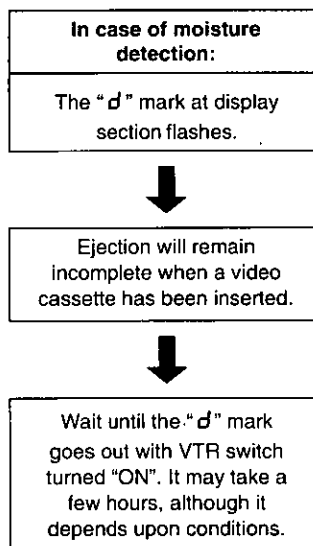 In case of moisture
detection:
The "d" mark at display
section flashes.
Ejection will remain
incomplete when a video
cassette has been inserted.
Wait until the "d" mark
goes out with VTR switch
turned "ON". It may take a
few hours, although it
depends upon conditions.